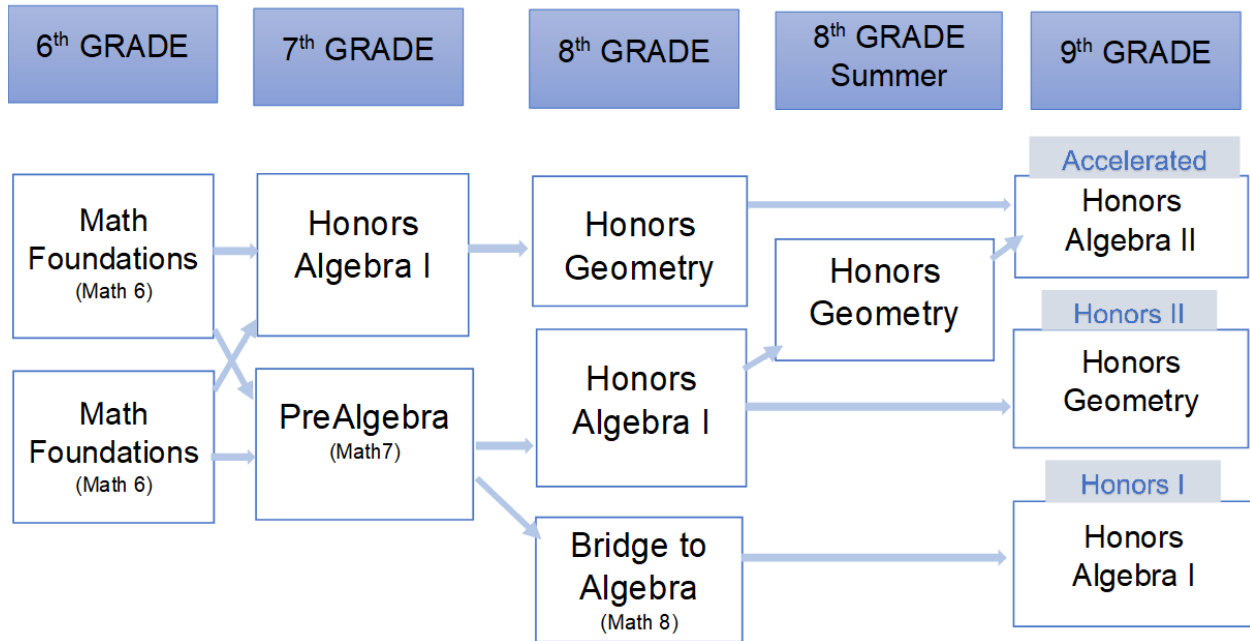 6th GRADE
7th GRADE
8th GRADE
8th GRADE
Summer
9th GRADE
Math
Foundations
(Math 6)
Math
Foundations
(Math 6)
Honors
Algebra I
PreAlgebra
(Math7)
Honors
Geometry
Honors
Algebra I
Bridge to
Algebra
(Math 8)
Honors
Geometry
Accelerated
Honors
Algebra II
Honors II
Honors
Geometry
Honors I
Honors
Algebra I